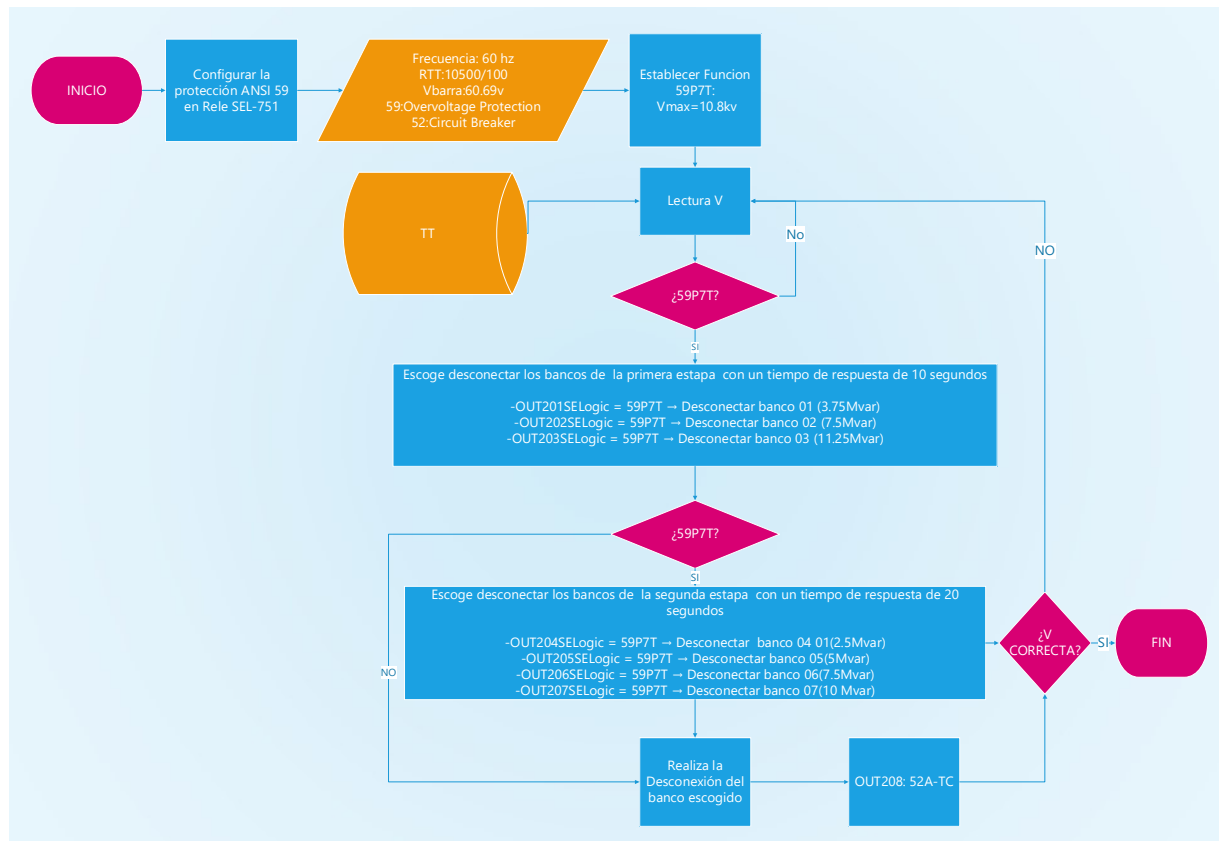 INICIO
Configurar la
protección ANSI 59
en Rele SEL-751
Frecuencia: 60 hz
RTT:10500/100
Vbarra:60.69v
59:Overvoltage Protection
52:Circuit Breaker
Establecer Funcion
59P7T:
Vmax=10.8kv
TT
Lectura V
No
NO
¿59P7T?
SI
Escoge desconectar los bancos de la primera estapa con un tiempo de respuesta de 10 segundos
-OUT201SELogic = 59P7T → Desconectar banco 01 (3.75Mvar)
-OUT202SELogic = 59P7T → Desconectar banco 02 (7.5Mvar)
-OUT203SELogic = 59P7T → Desconectar banco 03 (11.25Mvar)
¿59P7T?
SI
NO
Escoge desconectar los bancos de la segunda estapa con un tiempo de respuesta de 20
segundos
-OUT204SELogic = 59P7T → Desconectar banco 04 01(2.5Mvar)
-OUT205SELogic = 59P7T → Desconectar banco 05(5Mvar)
-OUT206SELogic = 59P7T → Desconectar banco 06(7.5Mvar)
-OUT207SELogic = 59P7T → Desconectar banco 07(10 Mvar)
¿V
CORRECTA?
SI
FIN
Realiza la
Desconexión del
banco escogido
OUT208: 52A-TC